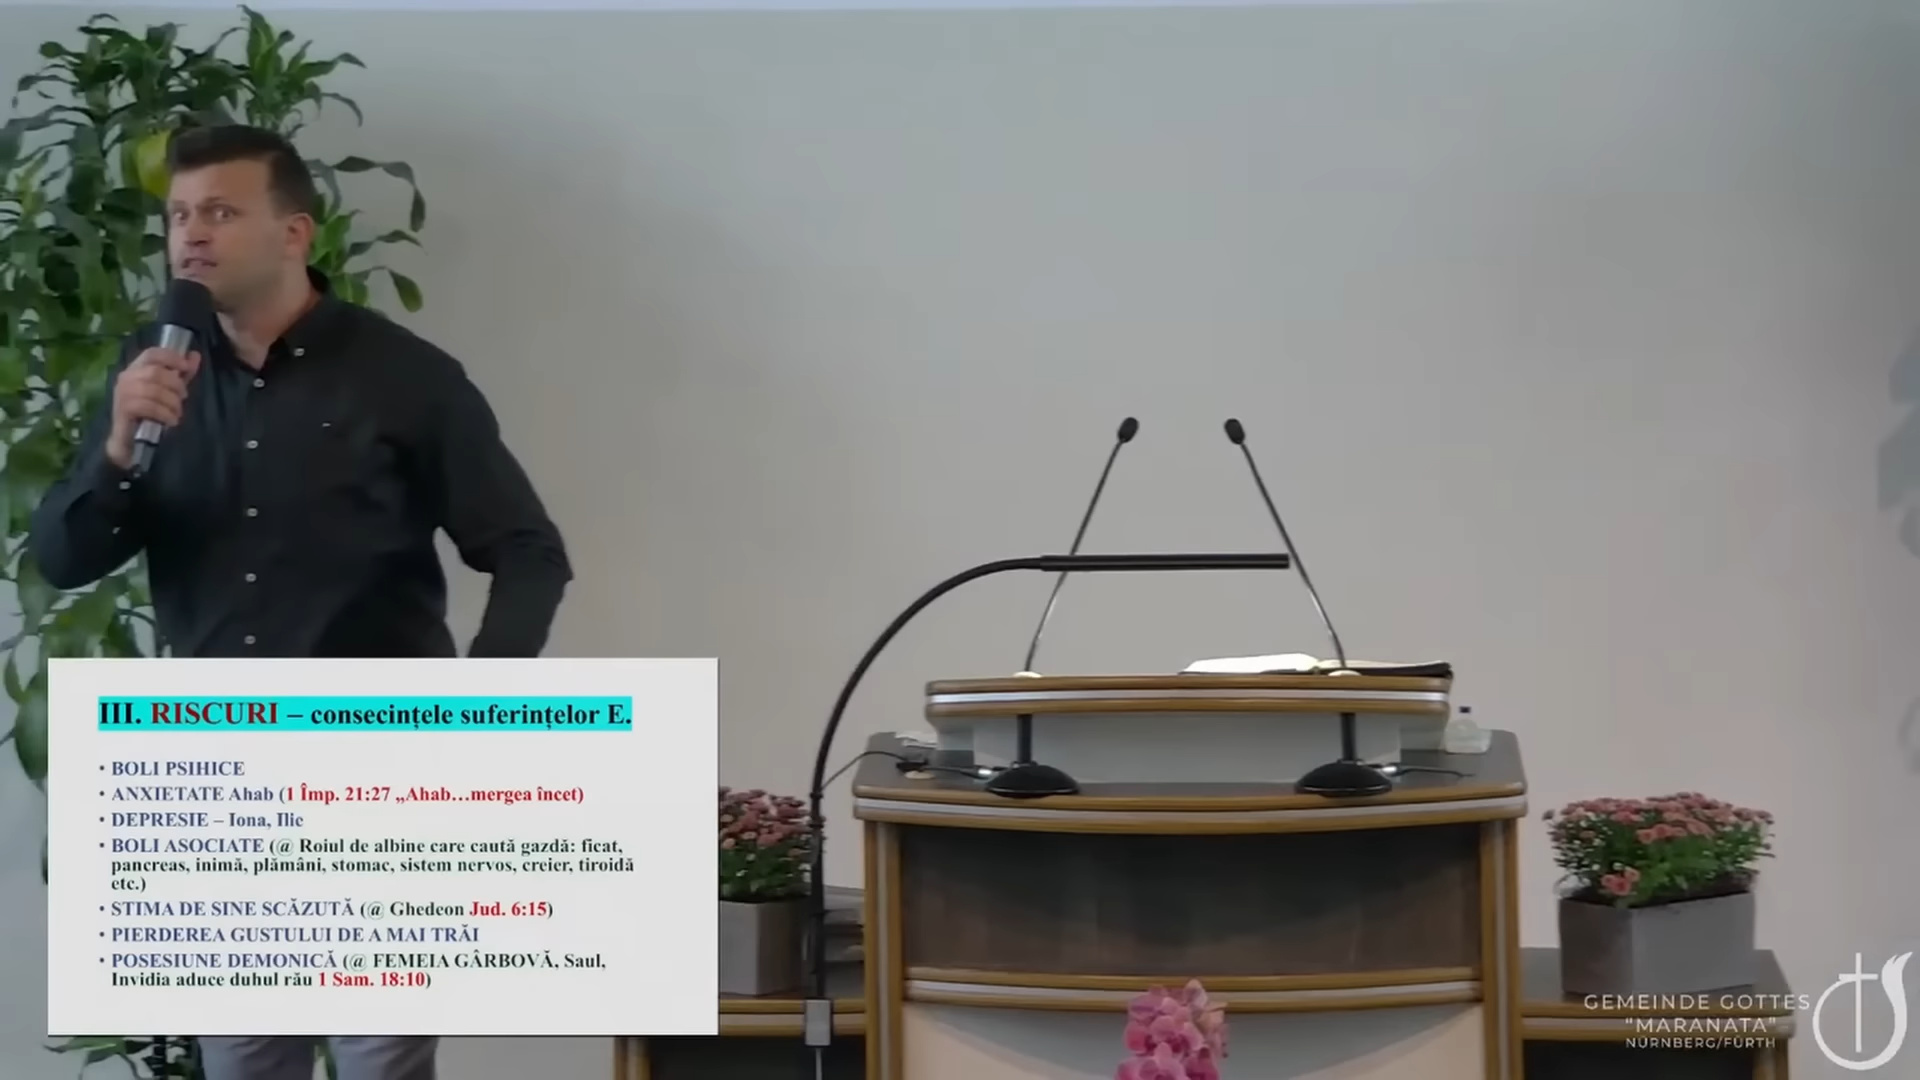 III. RISCURI – consecințele suferințelor E.
• BOLI PSIHICE
• ANXIETATE Ahab (1 Împ. 21:27 „Ahab…mergea încet)
• DEPRESIE – Iona, Ilie
• BOLI ASOCIATE (@ Roiul de albine care caută gazdă: ficat,
pancreas, inimă, plămâni, stomac, sistem nervos, creier, tiroidă
etc.)
• STIMA DE SINE SCĂZUTĂ (@ Ghedeon Jud. 6:15)
• PIERDEREA GUSTULUI DE A MAI TRĂI
• POSESIUNE DEMONICĂ (@ FEMEIA GÂRBOVĂ, Saul,
Invidia aduce duhul rău 1 Sam. 18:10)
GEMEINDE GOTTES
"MARANATA"
NÜRNBERG/FÜRTH